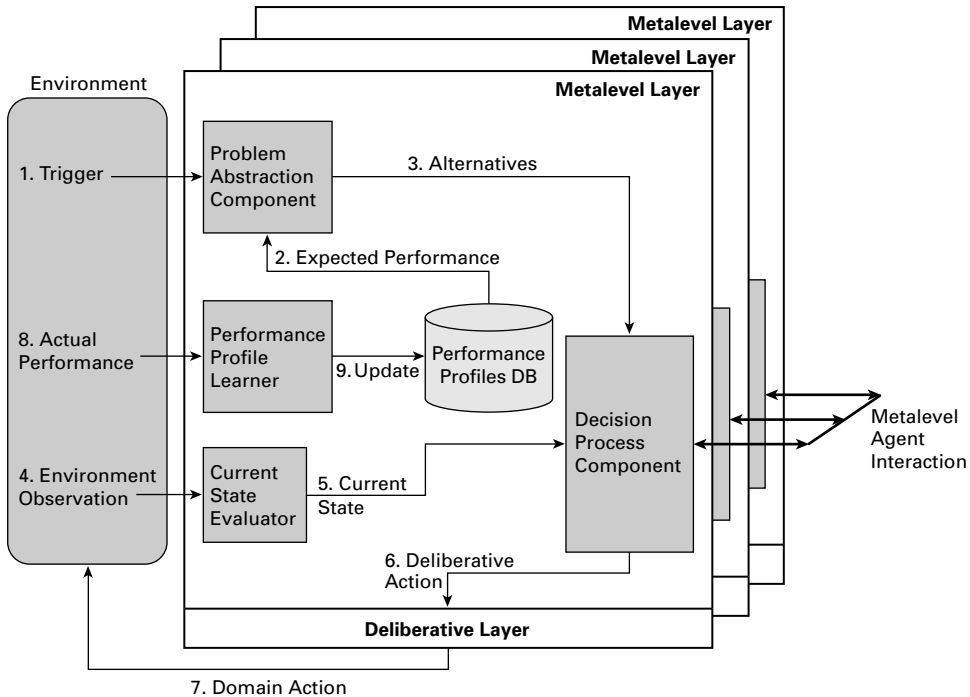 Metalevel Layer
Metalevel Layer
Metalevel Layer
Environment
1. Trigger
Problem
Abstraction
Component
3. Alternatives
2. Expected Performance
8. Actual
Performance
Performance
Profile
Learner
9. Update
Performance
Profiles DB
Decision
Process
Component
Metalevel
Agent
Interaction
4. Environment
Observation
Current
State
Evaluator
5. Current
State
6. Deliberative
Action
Deliberative Layer
7. Domain Action